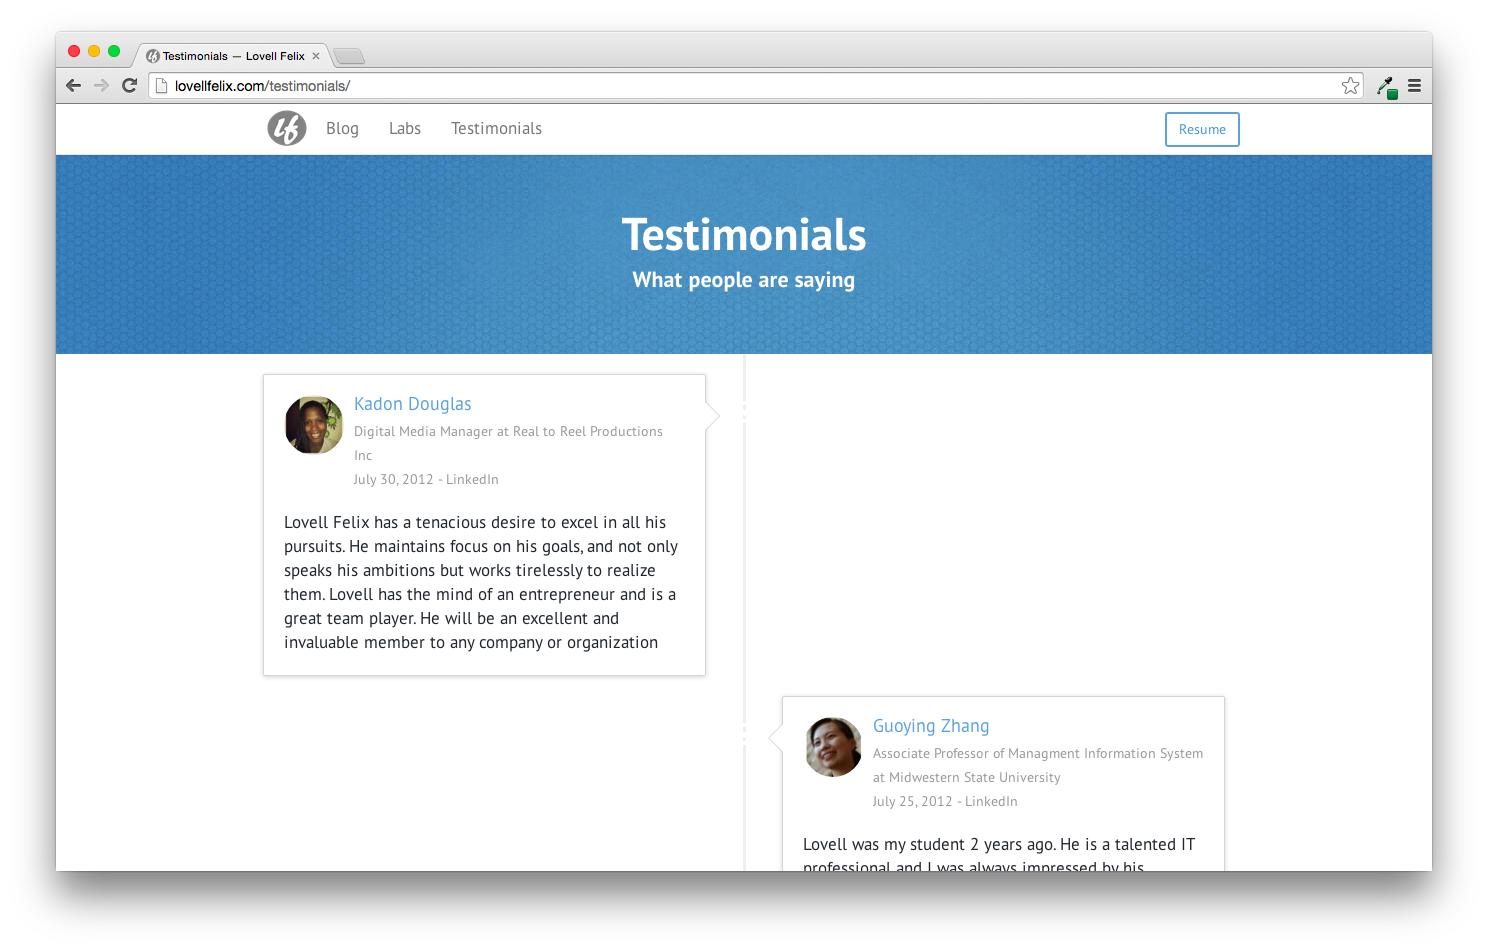 Testimonials — Lovell Felix
lovellfelix.com/testimonials/
lf
Blog
Labs
Testimonials
Resume
Testimonials
What people are saying
Kadon Douglas
Digital Media Manager at Real to Reel Productions
Inc
July 30, 2012 - LinkedIn
Lovell Felix has a tenacious desire to excel in all his
pursuits. He maintains focus on his goals, and not only
speaks his ambitions but works tirelessly to realize
them. Lovell has the mind of an entrepreneur and is a
great team player. He will be an excellent and
invaluable member to any company or organization
Guoying Zhang
Associate Professor of Managment Information System
at Midwestern State University
July 25, 2012 - LinkedIn
Lovell was my student 2 years ago. He is a talented IT
professional and I was always impressed by his